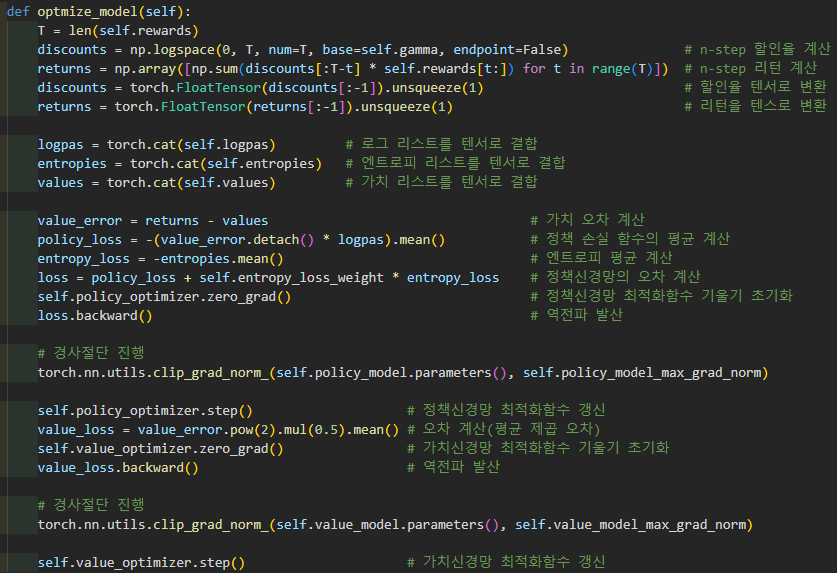 def optmize_model(self):
T = len(self.rewards)
discounts = np.logspace(0, T, num=T, base=self.gamma, endpoint=False) # n-step 할인율 계산
returns = np.array([np.sum(discounts[:T-t] * self.rewards[t:]) for t in range(T)]) # n-step 리턴 계산
discounts = torch.FloatTensor(discounts[:-1]).unsqueeze(1) # 할인율 텐서로 변환
returns = torch.FloatTensor(returns[:-1]).unsqueeze(1) # 리턴을 텐스로 변환
logpas = torch.cat(self.logpas) # 로그 리스트를 텐서로 결합
entropies = torch.cat(self.entropies) # 엔트로피 리스트를 텐서로 결합
values = torch.cat(self.values) # 가치 리스트를 텐서로 결합
value_error = returns - values # 가치 오차 계산
policy_loss = -(value_error.detach() * logpas).mean() # 정책 손실 함수의 평균 계산
entropy_loss = -entropies.mean() # 엔트로피 평균 계산
loss = policy_loss + self.entropy_loss_weight * entropy_loss # 정책신경망의 오차 계산
self.policy_optimizer.zero_grad() # 정책신경망 최적화함수 기울기 초기화
loss.backward() # 역전파 발산
# 경사절단 진행
torch.nn.utils.clip_grad_norm_(self.policy_model.parameters(), self.policy_model_max_grad_norm)
self.policy_optimizer.step() # 정책신경망 최적화함수 갱신
value_loss = value_error.pow(2).mul(0.5).mean() # 오차 계산(평균 제곱 오차)
self.value_optimizer.zero_grad() # 가치신경망 최적화함수 기울기 초기화
value_loss.backward() # 역전파 발산
# 경사절단 진행
torch.nn.utils.clip_grad_norm_(self.value_model.parameters(), self.value_model_max_grad_norm)
self.value_optimizer.step() # 가치신경망 최적화함수 갱신